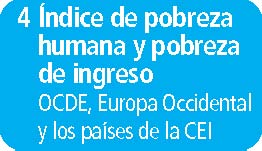 4 Índice de pobreza
humana y pobreza
de ingreso
OCDE, Europa Occidental
y los países de la CEI